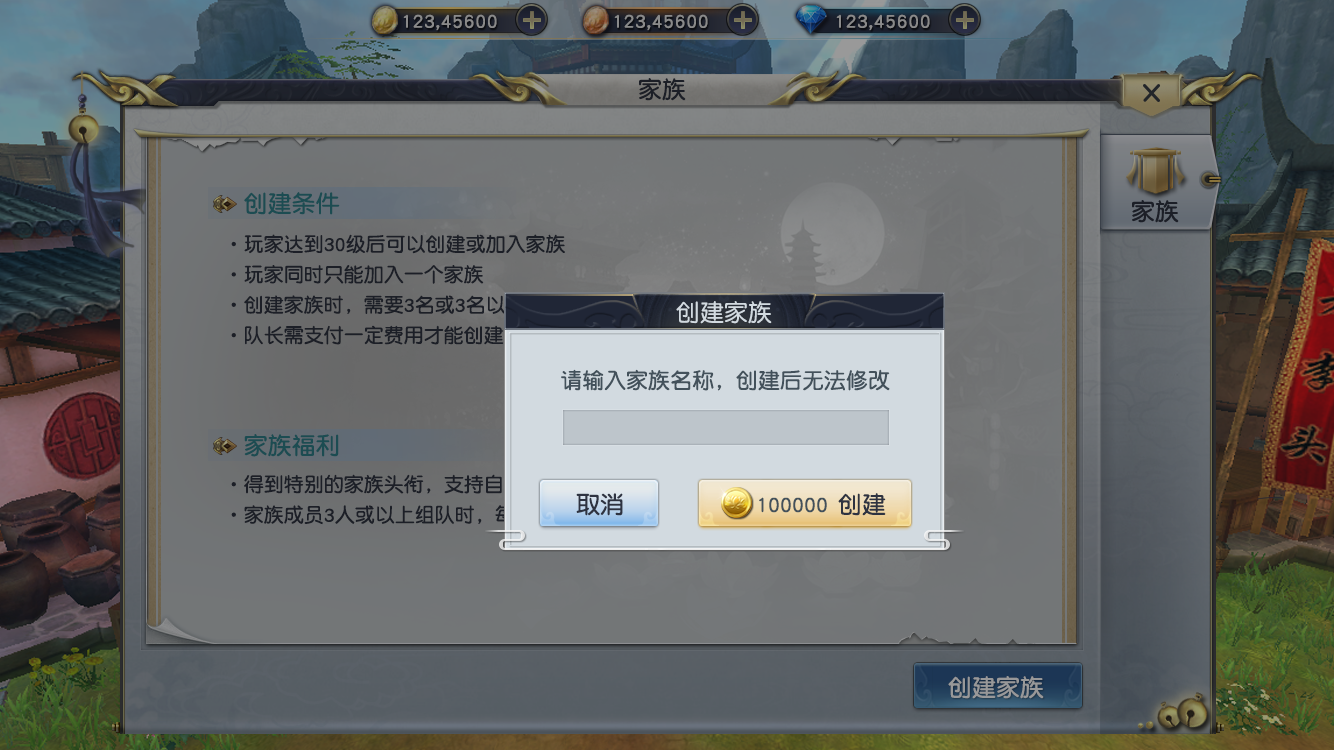 123,45600
123,45600
123,45600
家族
家族
创建条件
·玩家达到30级后可以创建或加入家族
·玩家同时只能加入一个家族
·创建家族时，需要3名或3名以
·队长需支付一定费用才能创建
创建家族
请输入家族名称，创建后无法修改
取消
100000 创建
家族福利
·得到特别的家族头衔，支持自
·家族成员3人或以上组队时，
创建家族
李
头